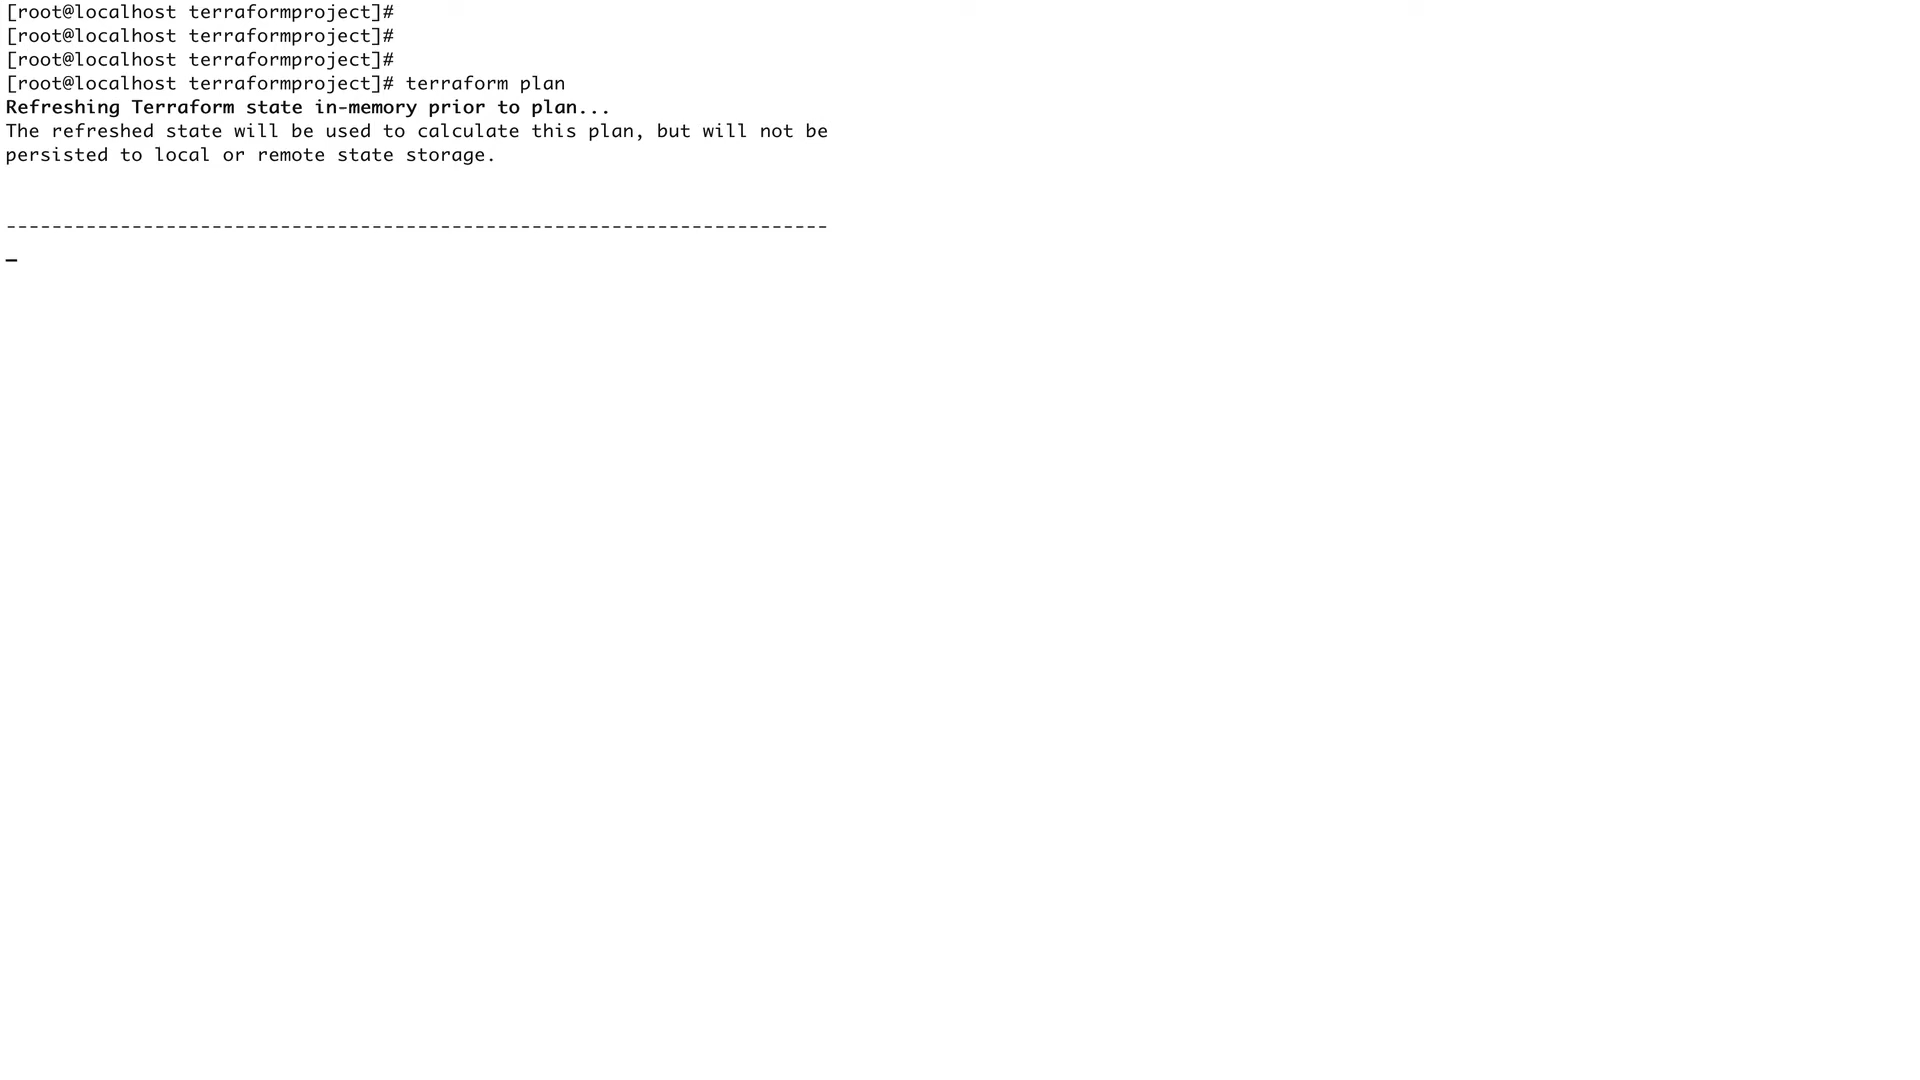 [root@localhost terraformproject]#
[root@localhost terraformproject]#
[root@localhost terraformproject]#
[root@localhost terraformproject]# terraform plan
Refreshing Terraform state in-memory prior to plan...
The refreshed state will be used to calculate this plan, but will not be
persisted to local or remote state storage.
------------------------------------------------------------------------